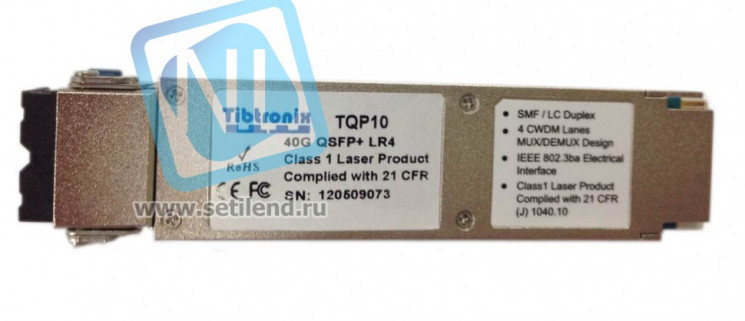 Tibtronix
TQP10
40G QSFP+ LR4
RoHS
Class 1 Laser Product
Complied with 21 CFR
CE FC
SN: 120509073
www.setilend.ru
• SMF / LC Duplex
• 4 CWDM Lanes
MUX/DEMUX Design
• IEEE 802.3ba Electrical
Interface
• Class1 Laser Product
Complied with 21 CFR
(J) 1040.10